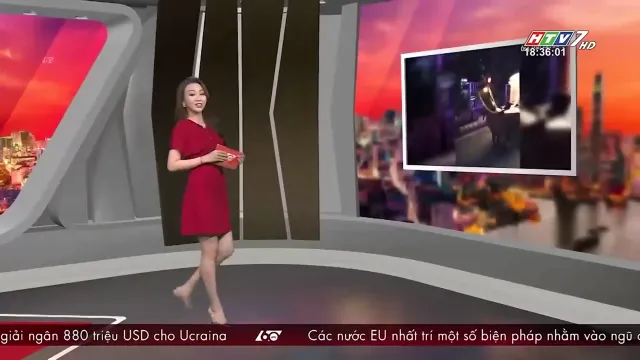 HTV7 HD
18:36:01
giải ngân 880 triệu USD cho Ucraina 60 Các nước EU nhất trí một số biện pháp nhằm vào ngũ